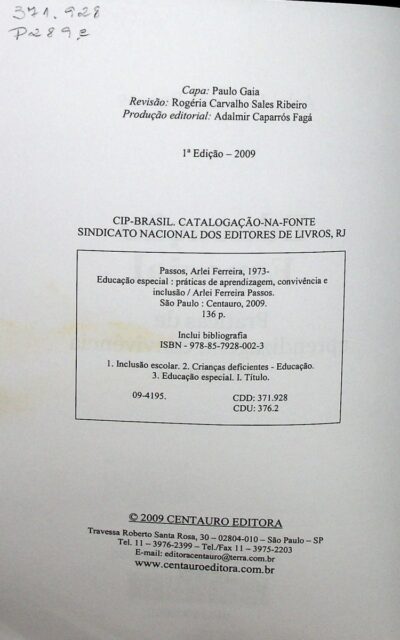 371.928
P289e
Capa: Paulo Gaia
Revisão: Rogéria Carvalho Sales Ribeiro
Produção editorial: Adalmir Caparrós Fagá
1ª Edição – 2009
CIP-BRASIL. CATALOGAÇÃO-NA-FONTE
SINDICATO NACIONAL DOS EDITORES DE LIVROS, RJ
Passos, Arlei Ferreira, 1973-
Educação especial : práticas de aprendizagem, convivência e
inclusão / Arlei Ferreira Passos.
São Paulo : Centauro, 2009.
136 p.
Inclui bibliografia
ISBN - 978-85-7928-002-3
1. Inclusão escolar. 2. Crianças deficientes - Educação.
3. Educação especial. I. Título.
09-4195. CDD: 371.928
CDU: 376.2
© 2009 CENTAURO EDITORA
Travessa Roberto Santa Rosa, 30 – 02804-010 – São Paulo – SP
Tel. 11 – 3976-2399 – Tel./Fax 11 – 3975-2203
E-mail: editoracentauro@terra.com.br
www.centauroeditora.com.br